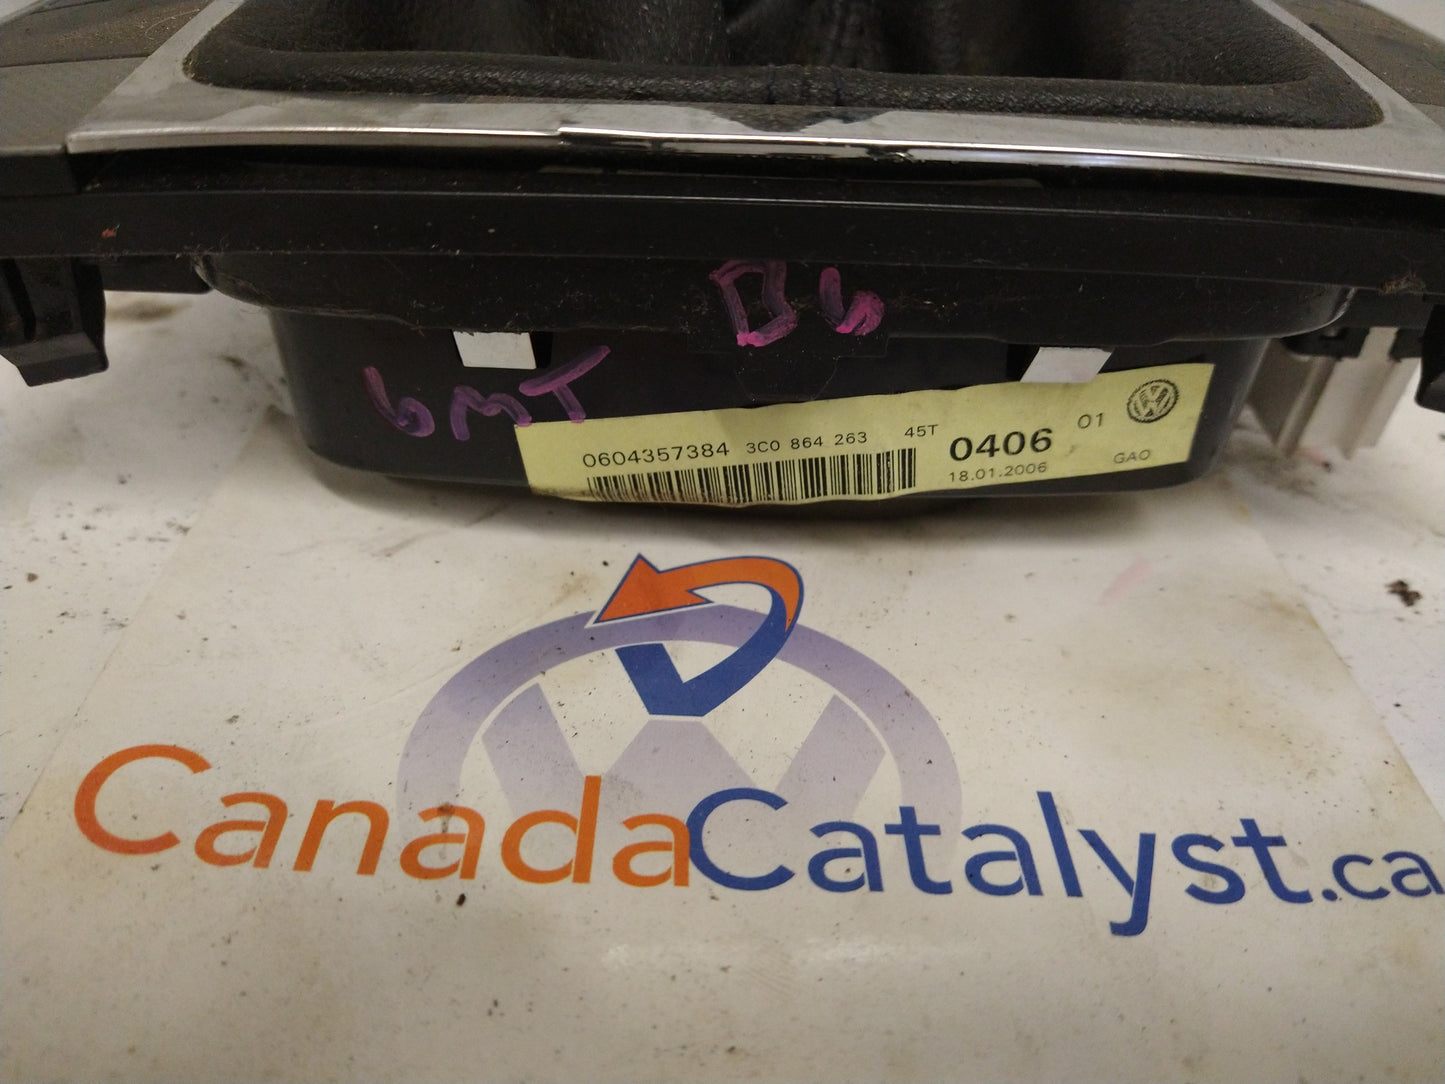 B6
6MT
0604357384 3C0 864 263 45T 0406 01
18.01.2006 GAO
CanadaCatalyst.ca